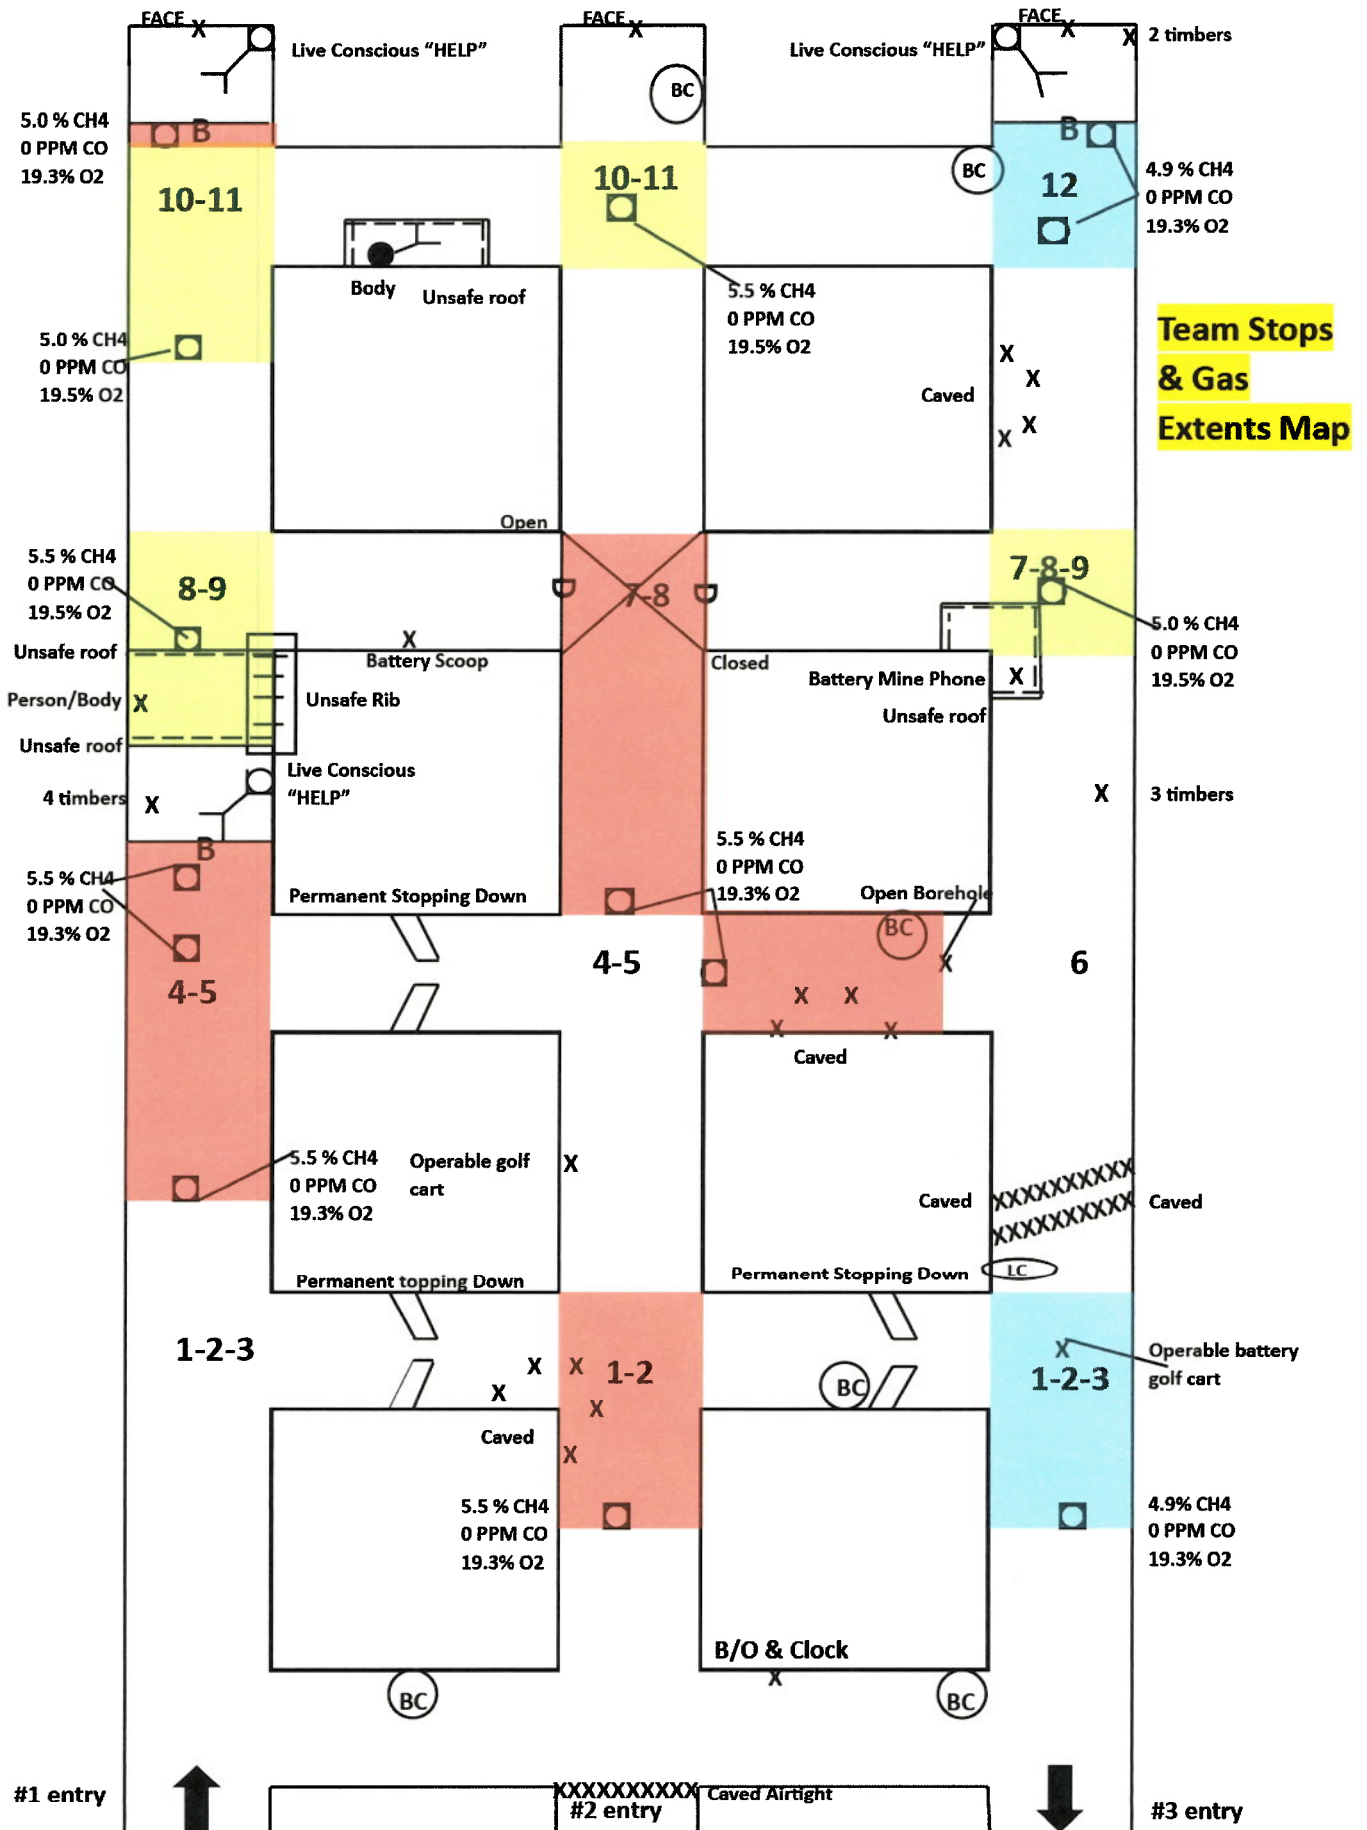 FACE X
FACE X
FACE X
X 2 timbers
Live Conscious “HELP”
Live Conscious “HELP”
BC
5.0 % CH4
0 PPM CO
19.3% O2
B
B
4.9 % CH4
0 PPM CO
19.3% O2
BC
10-11
10-11
12
Body
Unsafe roof
5.5 % CH4
0 PPM CO
19.5% O2
5.0 % CH4
0 PPM CO
19.5% O2
Team Stops
& Gas
Extents Map
Caved
X
X
X
X
Open
5.5 % CH4
0 PPM CO
19.5% O2
8-9
D
7-8
D
7-8-9
5.0 % CH4
0 PPM CO
19.5% O2
Unsafe roof
X
Battery Scoop
Closed
Person/Body X
Unsafe Rib
Battery Mine Phone X
Unsafe roof
Unsafe roof
Live Conscious
“HELP”
4 timbers X
X 3 timbers
B
5.5 % CH4
0 PPM CO
19.3% O2
5.5 % CH4
0 PPM CO
19.3% O2
Permanent Stopping Down
Open Borehole
BC
X
4-5
4-5
6
X X
X X
Caved
5.5 % CH4
0 PPM CO
19.3% O2
Operable golf
cart
X
Caved
XXXXXXXXXX
XXXXXXXXXX
Caved
Permanent topping Down
Permanent Stopping Down
LC
1-2-3
X X
X
1-2
X
X
Caved
BC
X
1-2-3
Operable battery
golf cart
5.5 % CH4
0 PPM CO
19.3% O2
4.9% CH4
0 PPM CO
19.3% O2
B/O & Clock
X
BC
BC
#1 entry
XXXXXXXXXX
#2 entry
Caved Airtight
#3 entry